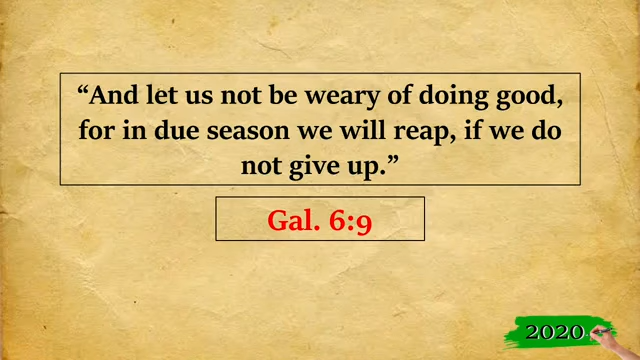 “And let us not be weary of doing good,
for in due season we will reap, if we do
not give up.”
Gal. 6:9
2020